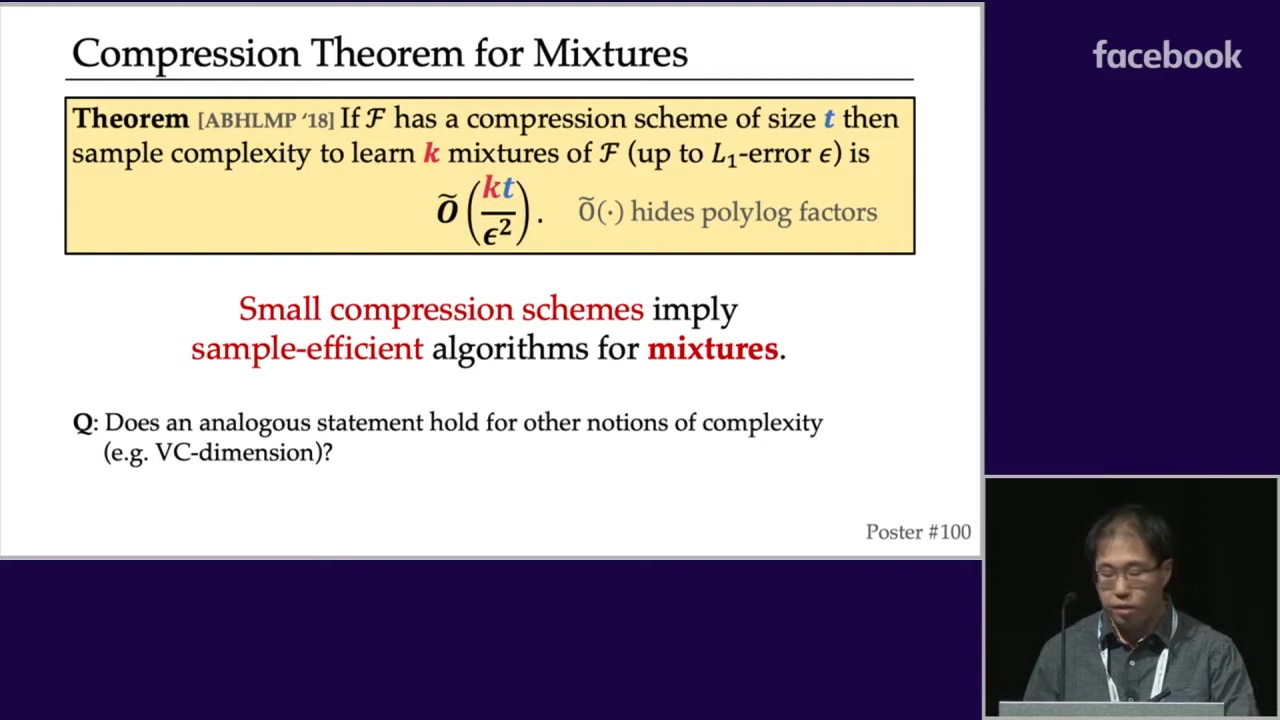 Compression Theorem for Mixtures
facebook
Theorem [ABHLMP ‘18] If ℱ has a compression scheme of size t then
sample complexity to learn k mixtures of ℱ (up to L₁-error ϵ) is
Õ(kt/ϵ²). Õ(·) hides polylog factors
Small compression schemes imply
sample-efficient algorithms for mixtures.
Q: Does an analogous statement hold for other notions of complexity
(e.g. VC-dimension)?
Poster #100